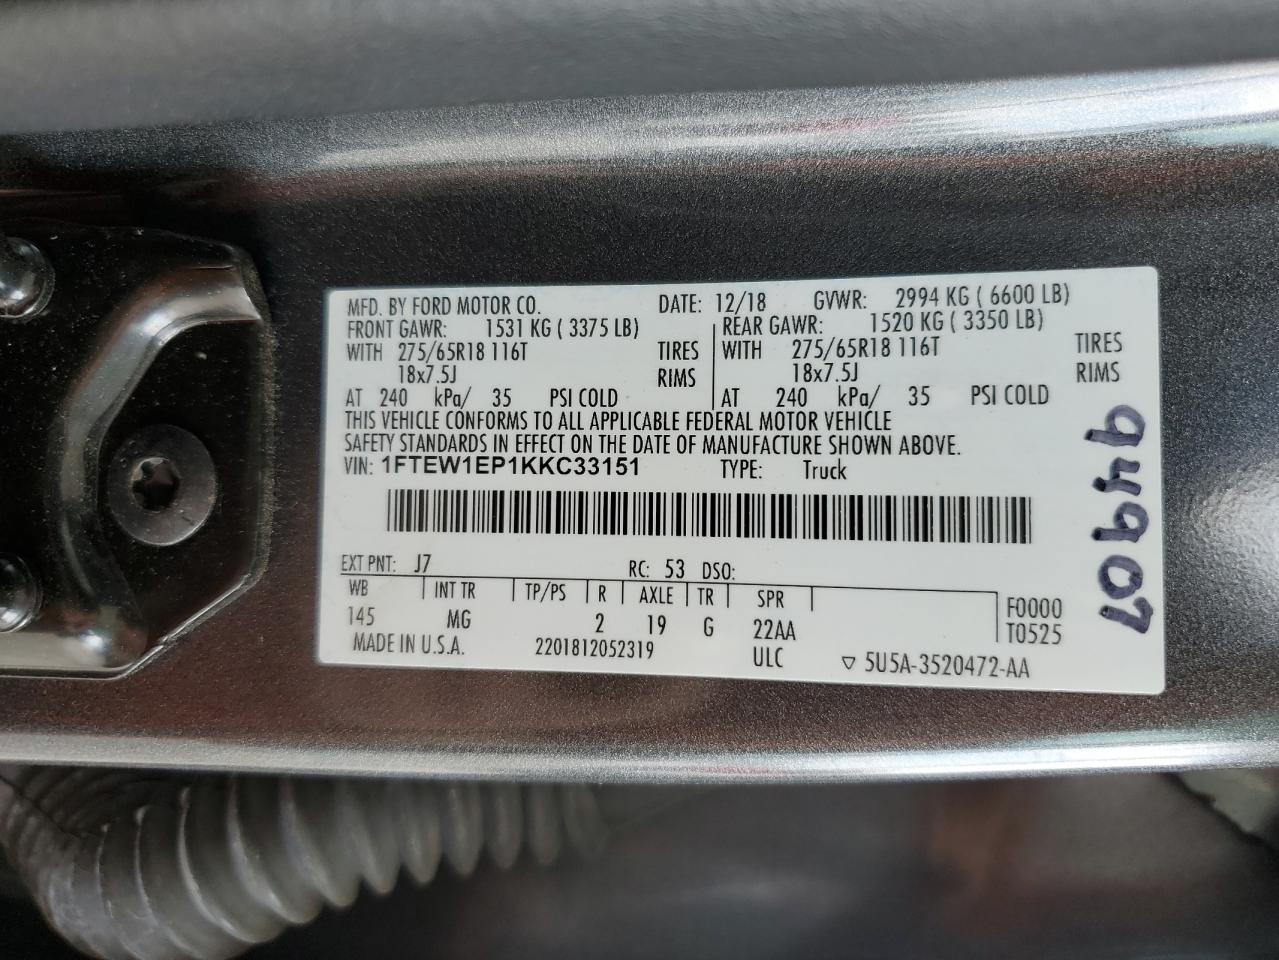 MFD. BY FORD MOTOR CO. DATE: 12/18 GVWR: 2994 KG ( 6600 LB)
FRONT GAWR: 1531 KG ( 3375 LB) REAR GAWR: 1520 KG ( 3350 LB)
WITH 275/65R18 116T TIRES WITH 275/65R18 116T TIRES
18x7.5J RIMS 18x7.5J RIMS
AT 240 kPa/ 35 PSI COLD AT 240 kPa/ 35 PSI COLD
THIS VEHICLE CONFORMS TO ALL APPLICABLE FEDERAL MOTOR VEHICLE
SAFETY STANDARDS IN EFFECT ON THE DATE OF MANUFACTURE SHOWN ABOVE.
VIN: 1FTEW1EP1KKC33151 TYPE: Truck
EXT PNT: J7 RC: 53 DSO:
WB INT TR TP/PS R AXLE TR SPR F0000
145 MG 2 19 G 22AA T0525
MADE IN U.S.A. 2201812052319 ULC ▽ 5U5A-3520472-AA
94907